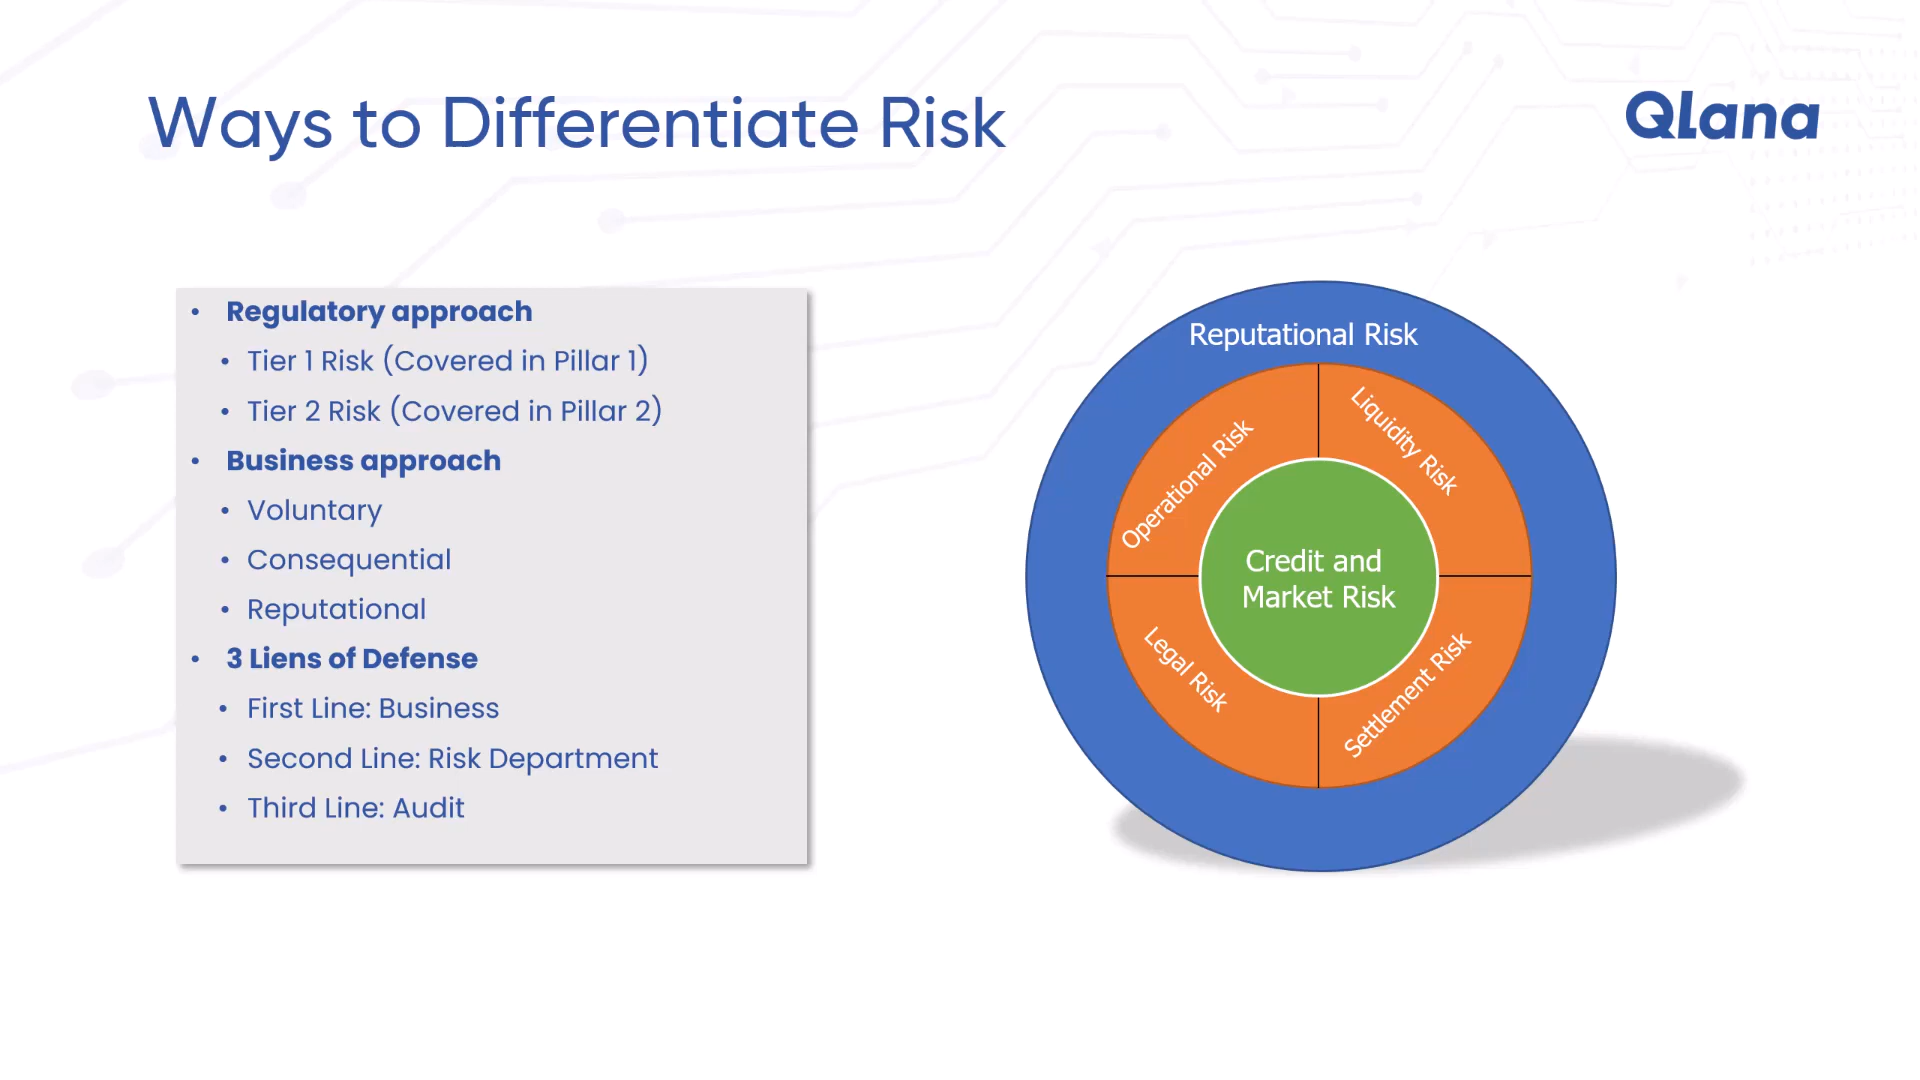 Ways to Differentiate Risk
QLana
• Regulatory approach
• Tier 1 Risk (Covered in Pillar 1)
• Tier 2 Risk (Covered in Pillar 2)
• Business approach
• Voluntary
• Consequential
• Reputational
• 3 Liens of Defense
• First Line: Business
• Second Line: Risk Department
• Third Line: Audit
Reputational Risk
Operational Risk
Liquidity Risk
Credit and
Market Risk
Legal Risk
Settlement Risk